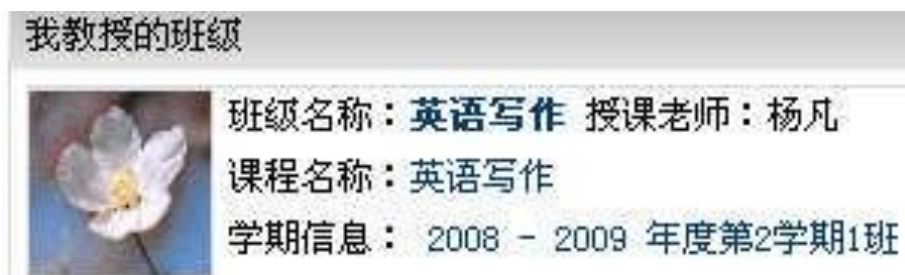 我教授的班级
班级名称：英语写作 授课老师：杨凡
课程名称：英语写作
学期信息： 2008 - 2009 年度第2学期1班